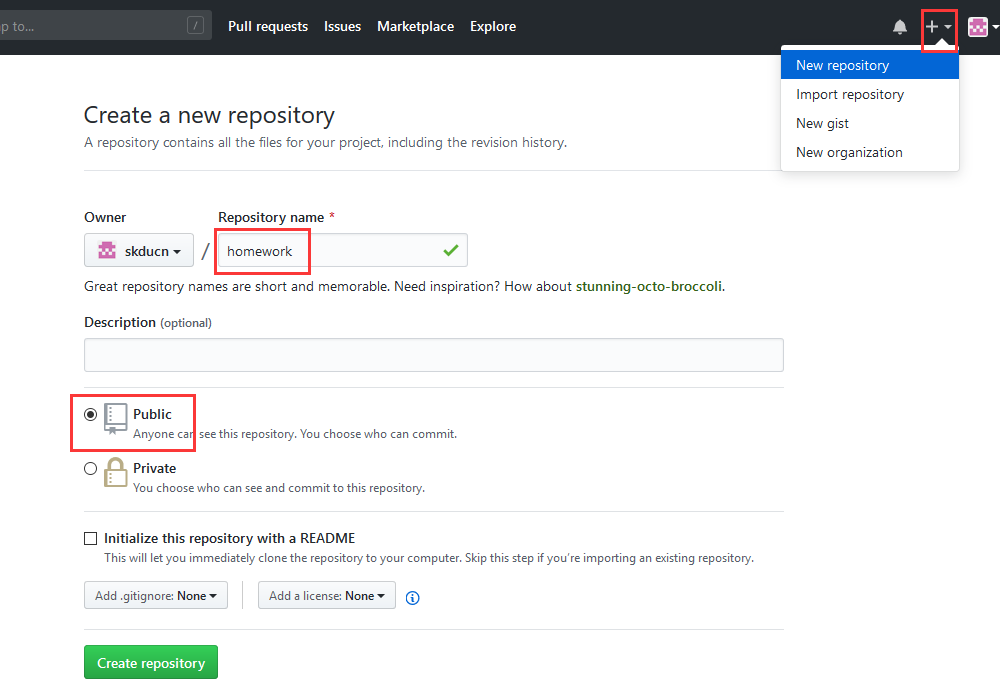 p to... /
Pull requests Issues Marketplace Explore
New repository
Import repository
New gist
New organization
Create a new repository
A repository contains all the files for your project, including the revision history.
Owner Repository name *
skducn / homework
Great repository names are short and memorable. Need inspiration? How about stunning-octo-broccoli.
Description (optional)
Public
Anyone can see this repository. You choose who can commit.
Private
You choose who can see and commit to this repository.
Initialize this repository with a README
This will let you immediately clone the repository to your computer. Skip this step if you’re importing an existing repository.
Add .gitignore: None Add a license: None
Create repository